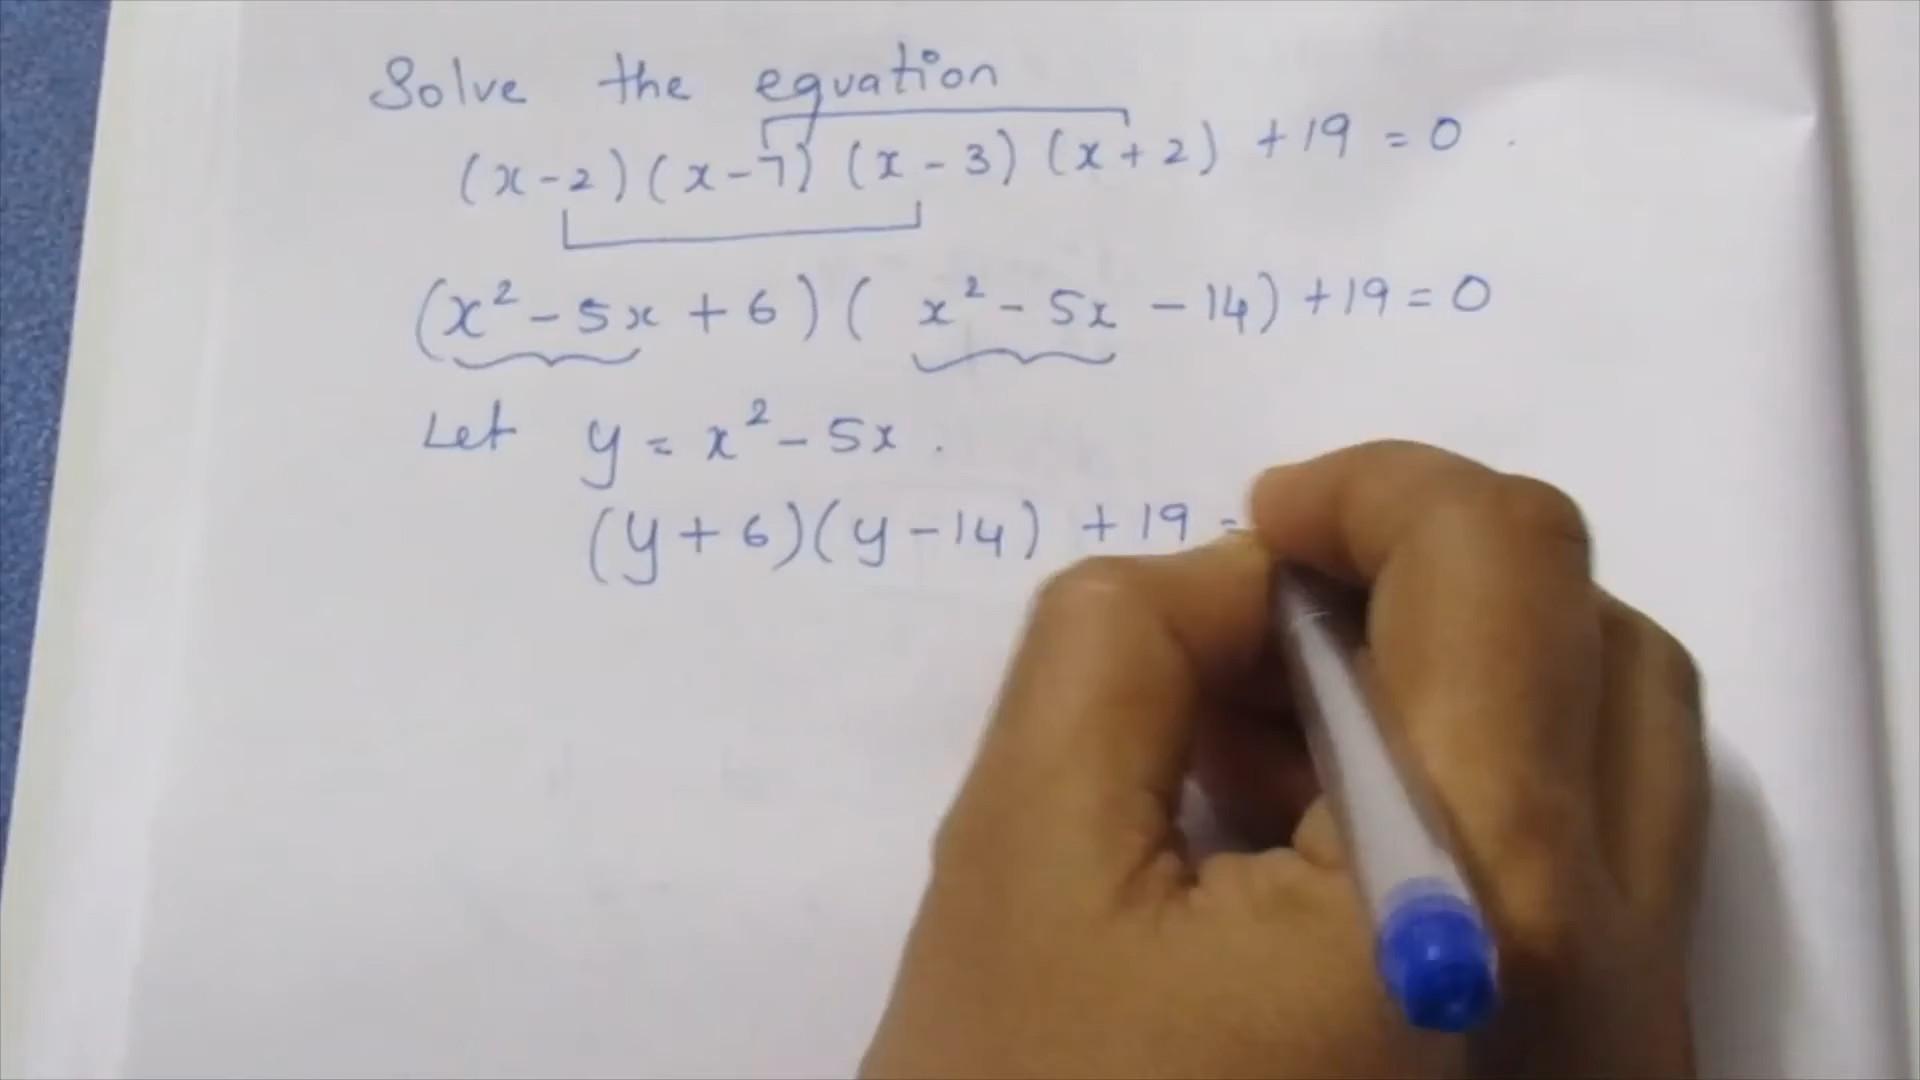 Solve the equation
(x-2)(x-7)(x-3)(x+2)+19=0.
(x²-5x+6)(x²-5x-14)+19=0
Let y=x²-5x.
(y+6)(y-14)+19=